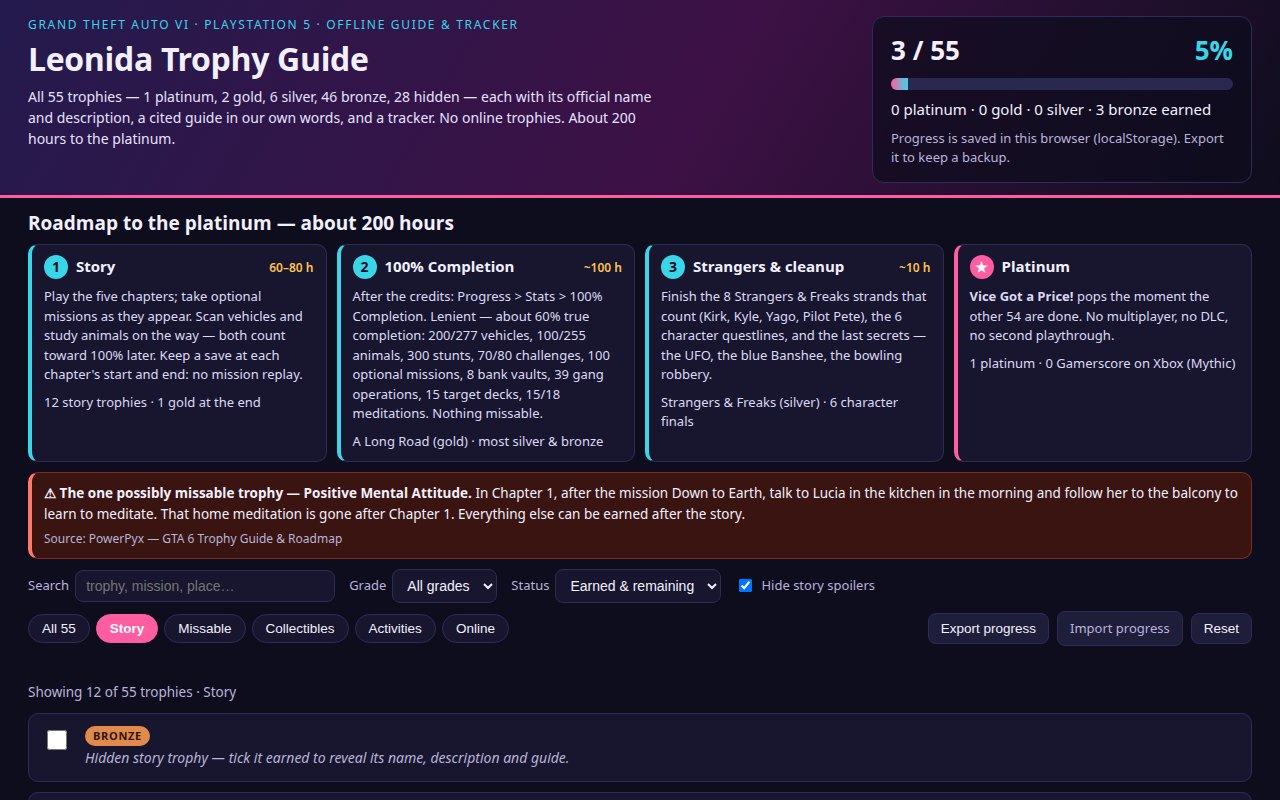 GRAND THEFT AUTO VI · PLAYSTATION 5 · OFFLINE GUIDE & TRACKER
Leonida Trophy Guide
All 55 trophies — 1 platinum, 2 gold, 6 silver, 46 bronze, 28 hidden — each with its official name
and description, a cited guide in our own words, and a tracker. No online trophies. About 200
hours to the platinum.
3 / 55
5%
0 platinum · 0 gold · 0 silver · 3 bronze earned
Progress is saved in this browser (localStorage). Export
it to keep a backup.
Roadmap to the platinum — about 200 hours
1 Story 60–80 h
Play the five chapters; take optional
missions as they appear. Scan vehicles and
study animals on the way — both count
toward 100% later. Keep a save at each
chapter's start and end: no mission replay.
12 story trophies · 1 gold at the end
2 100% Completion ~100 h
After the credits: Progress > Stats > 100%
Completion. Lenient — about 60% true
completion: 200/277 vehicles, 100/255
animals, 300 stunts, 70/80 challenges, 100
optional missions, 8 bank vaults, 39 gang
operations, 15 target decks, 15/18
meditations. Nothing missable.
A Long Road (gold) · most silver & bronze
3 Strangers & cleanup ~10 h
Finish the 8 Strangers & Freaks strands that
count (Kirk, Kyle, Yago, Pilot Pete), the 6
character questlines, and the last secrets —
the UFO, the blue Banshee, the bowling
robbery.
Strangers & Freaks (silver) · 6 character
finals
★ Platinum
Vice Got a Price! pops the moment the
other 54 are done. No multiplayer, no DLC,
no second playthrough.
1 platinum · 0 Gamerscore on Xbox (Mythic)
⚠ The one possibly missable trophy — Positive Mental Attitude. In Chapter 1, after the mission Down to Earth, talk to Lucia in the kitchen in the morning and follow her to the balcony to
learn to meditate. That home meditation is gone after Chapter 1. Everything else can be earned after the story.
Source: PowerPyx — GTA 6 Trophy Guide & Roadmap
Search trophy, mission, place… Grade All grades Status Earned & remaining Hide story spoilers
All 55 Story Missable Collectibles Activities Online Export progress Import progress Reset
Showing 12 of 55 trophies · Story
BRONZE
Hidden story trophy — tick it earned to reveal its name, description and guide.